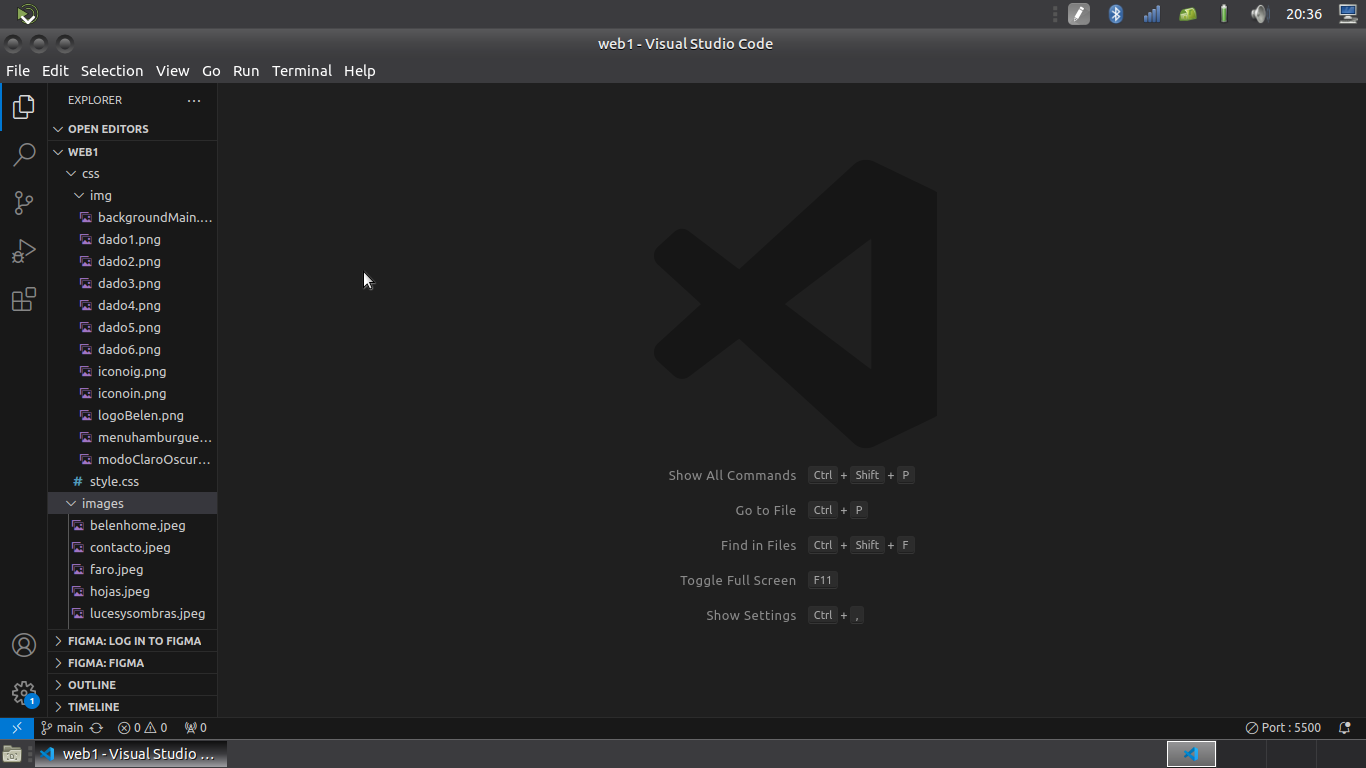 20:36
web1 - Visual Studio Code
File Edit Selection View Go Run Terminal Help
EXPLORER ...
OPEN EDITORS
WEB1
css
img
backgroundMain....
dado1.png
dado2.png
dado3.png
dado4.png
dado5.png
dado6.png
iconoig.png
iconoin.png
logoBelen.png
menuhamburgue...
modoClaroOscur...
# style.css
images
belenhome.jpeg
contacto.jpeg
faro.jpeg
hojas.jpeg
lucesysombras.jpeg
FIGMA: LOG IN TO FIGMA
FIGMA: FIGMA
OUTLINE
TIMELINE
1
Show All Commands Ctrl + Shift + P
Go to File Ctrl + P
Find in Files Ctrl + Shift + F
Toggle Full Screen F11
Show Settings Ctrl + ,
main 0 0 0 Port : 5500
web1 - Visual Studio ...